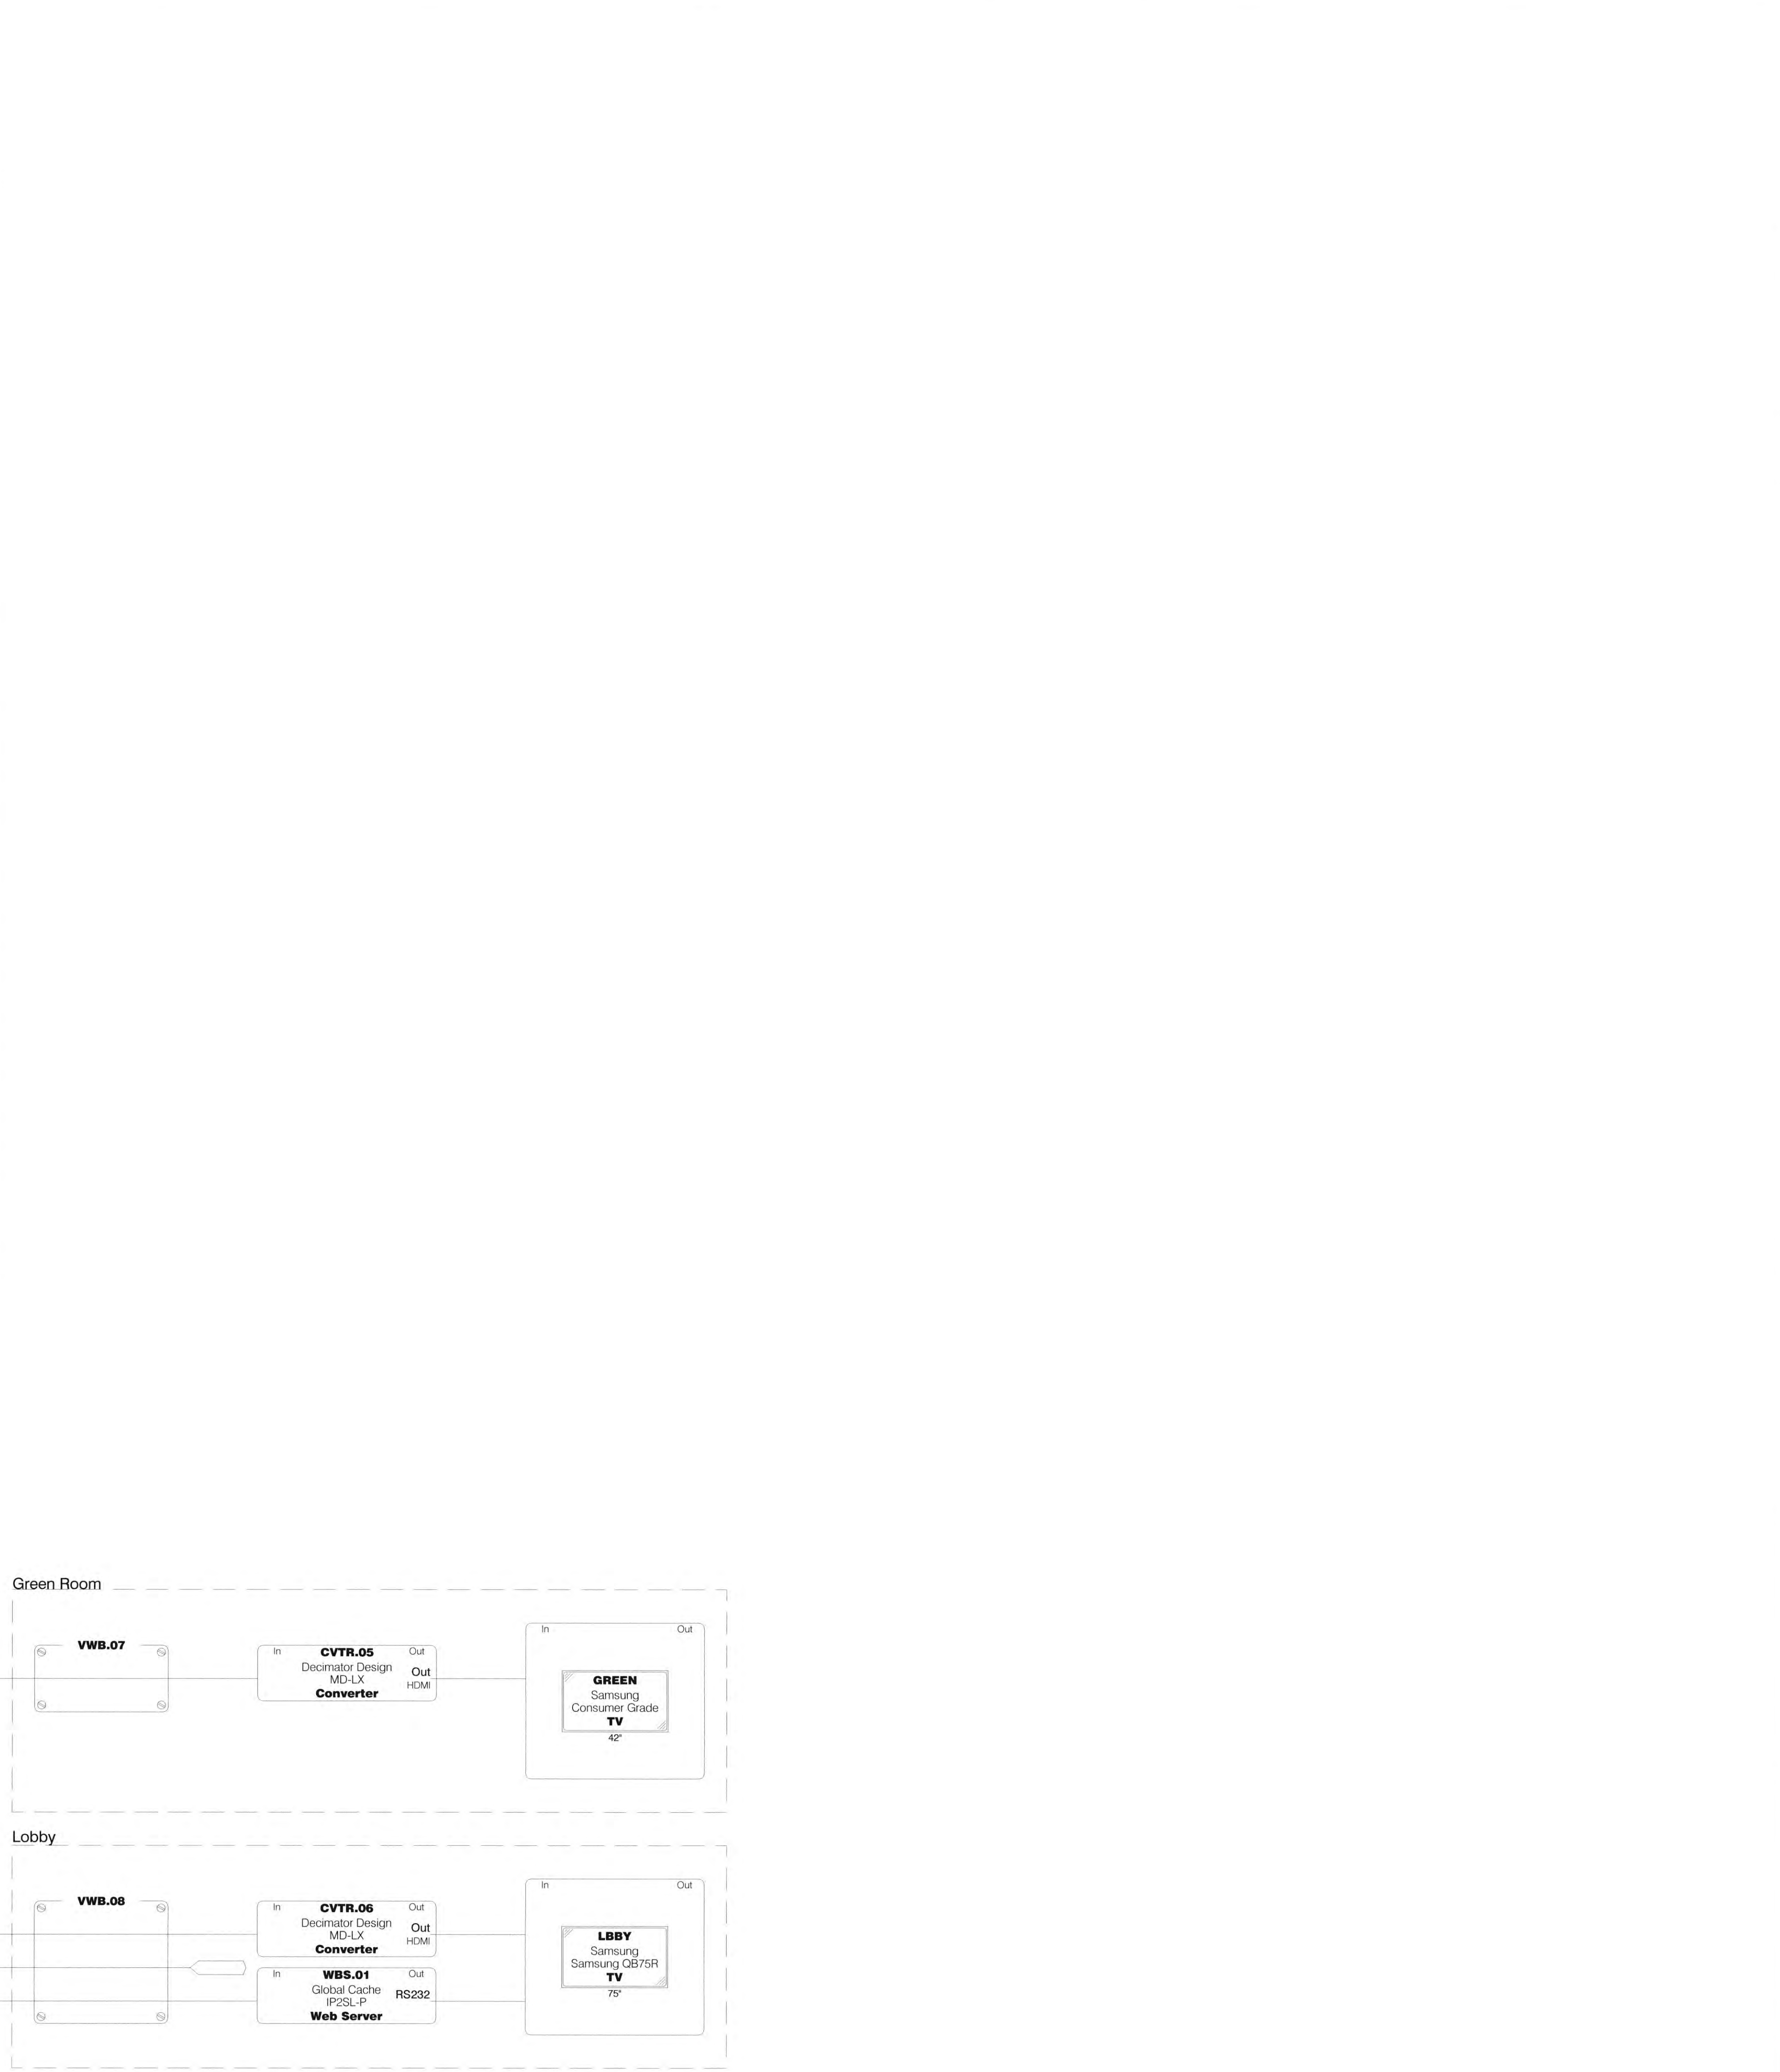 Green Room
VWB.07
In CVTR.05 Out
Decimator Design
MD-LX
Converter
Out
HDMI
In Out
GREEN
Samsung
Consumer Grade
TV
42"
Lobby
VWB.08
In CVTR.06 Out
Decimator Design
MD-LX
Converter
Out
HDMI
In WBS.01 Out
Global Cache
IP2SL-P
Web Server
RS232
In Out
LBBY
Samsung
Samsung QB75R
TV
75"